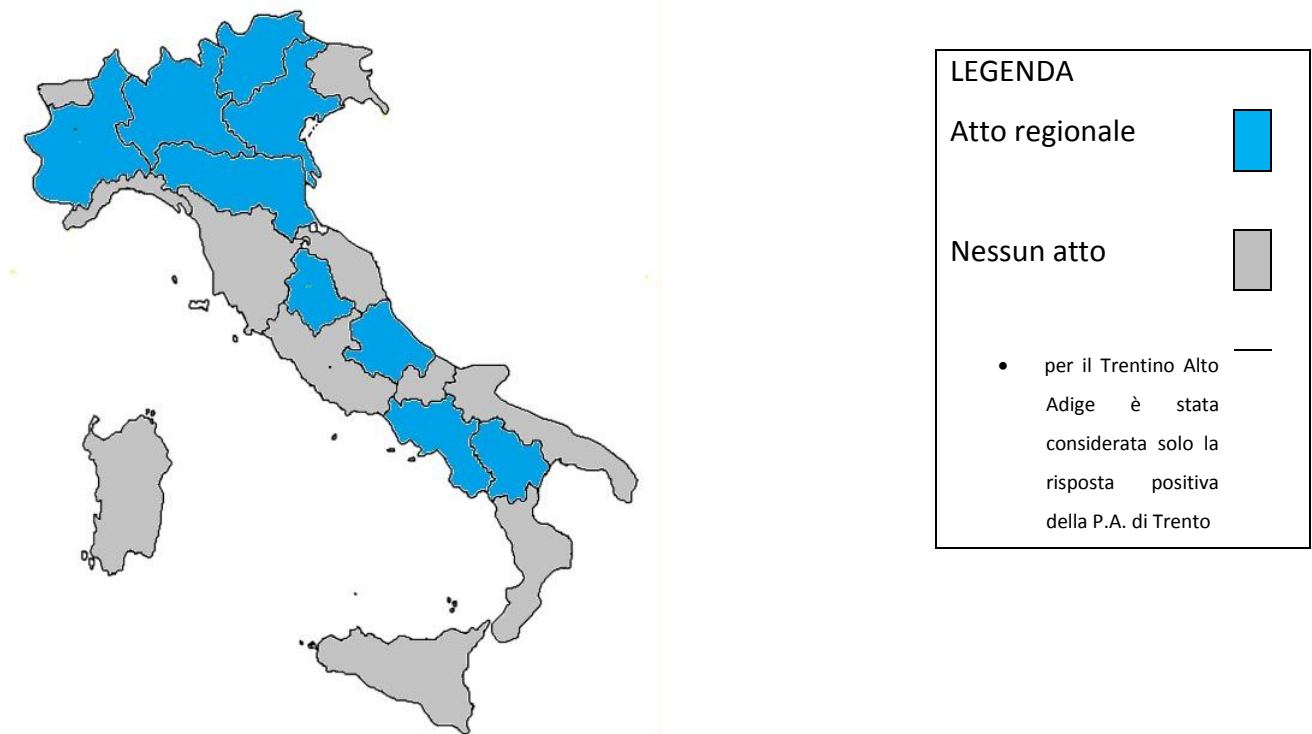 LEGENDA
Atto regionale
Nessun atto
• per il Trentino Alto
Adige è stata
considerata solo la
risposta positiva
della P.A. di Trento